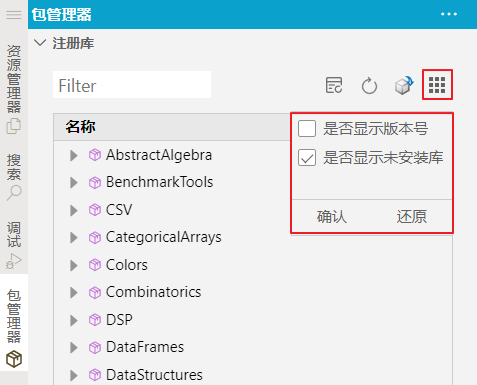 包管理器
注册库
Filter
名称
是否显示版本号
是否显示未安装库
确认
还原
AbstractAlgebra
BenchmarkTools
CSV
CategoricalArrays
Colors
Combinatorics
DSP
DataFrames
DataStructures
资源管理器
搜索
调试
包管理器